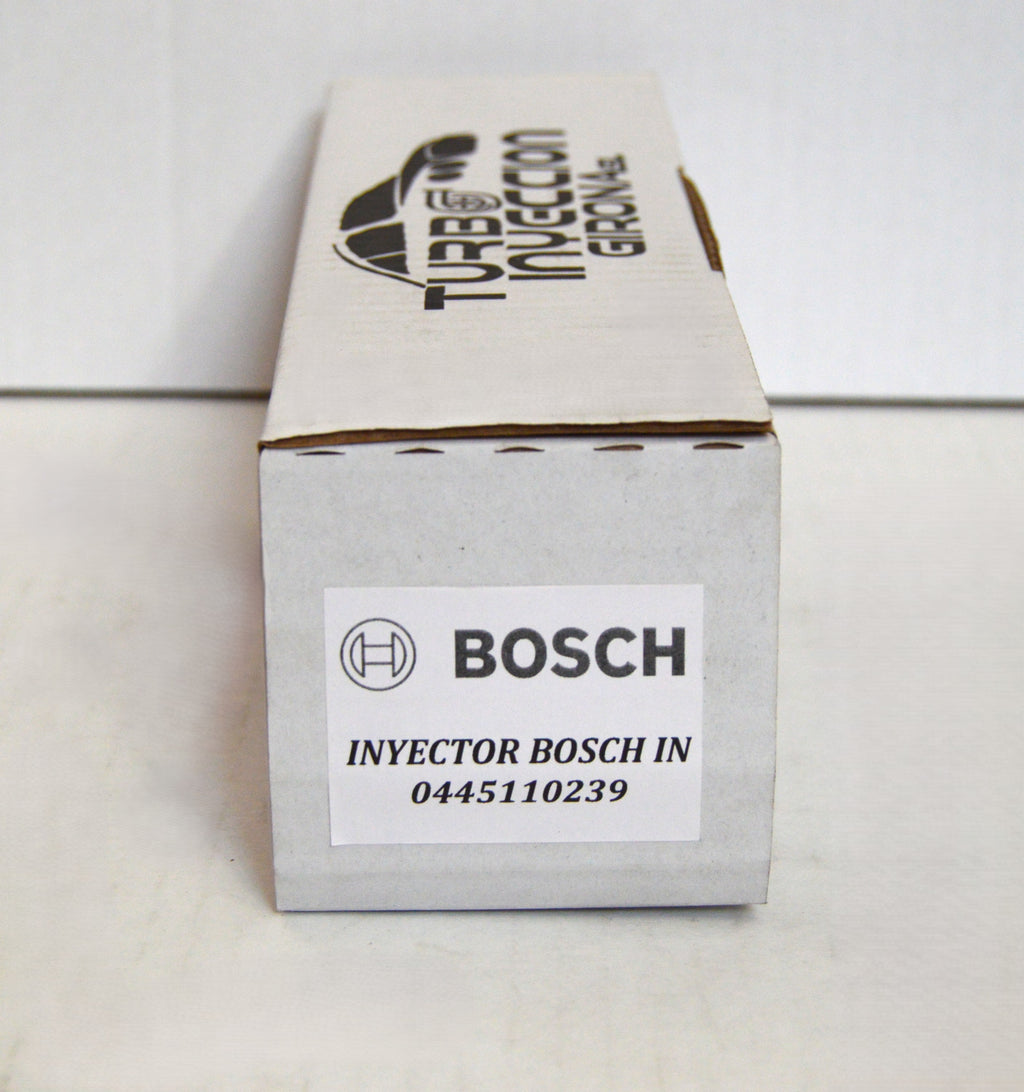 TURBO
INYECCION
GIRONA S.L.
BOSCH
INYECTOR BOSCH IN
0445110239